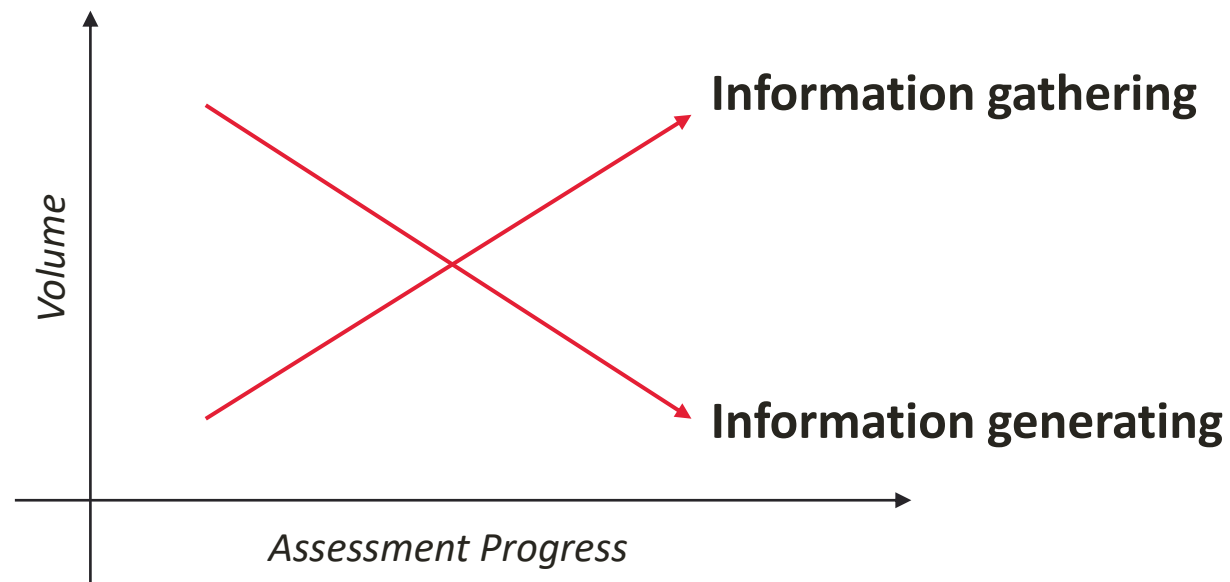 Information gathering
Volume
Information generating
Assessment Progress